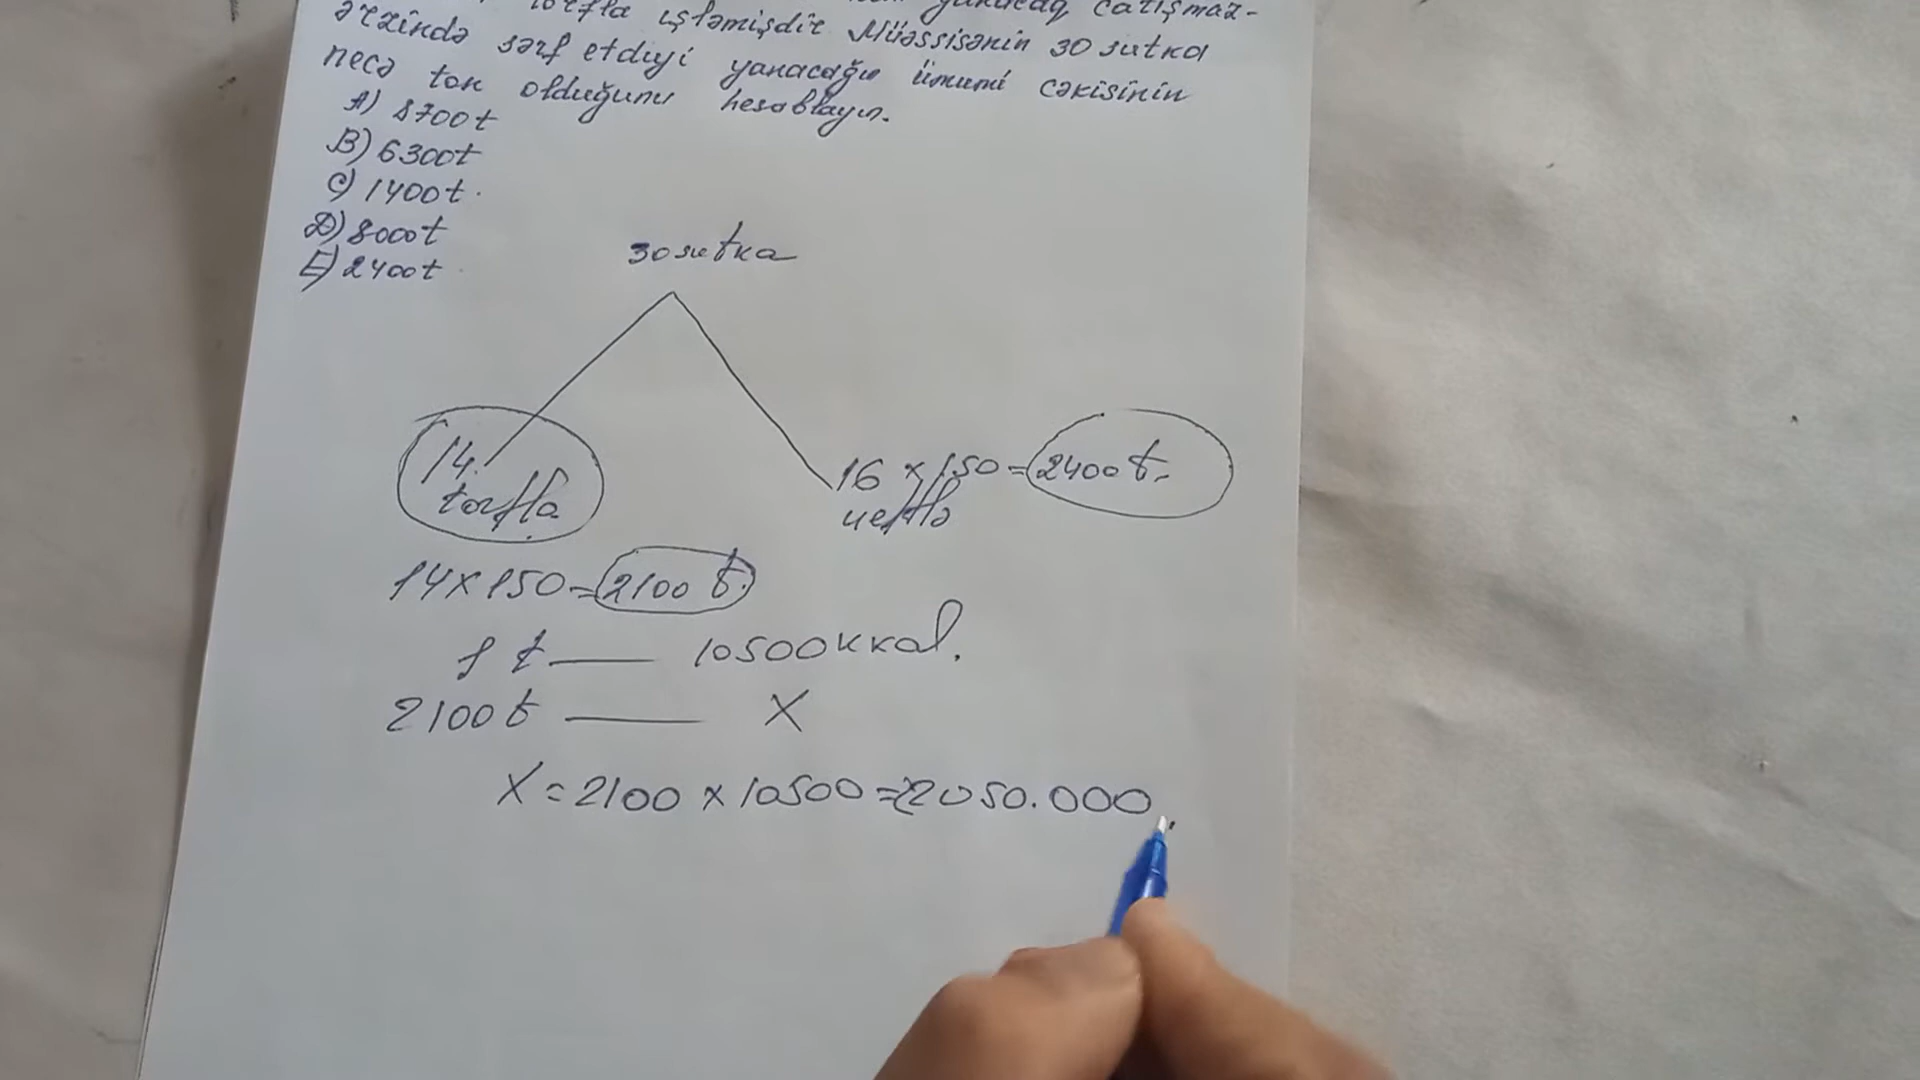 torfla işləmişdir Müəssisənin 30 sutka
ərzində sərf etdiyi yanacağın ümumi çəkisinin
neçə ton olduğunu hesablayın.
A) 8700t
B) 6300t
C) 1400t.
D) 8000t
E) 2400t
30 sutka
14.
torfla
16 x 150 = 2400 t.
neftlə
14 x 150 = 2100 t.
1 t — 10500 kkal.
2100 t — X
X = 2100 x 10500 = 22050.000